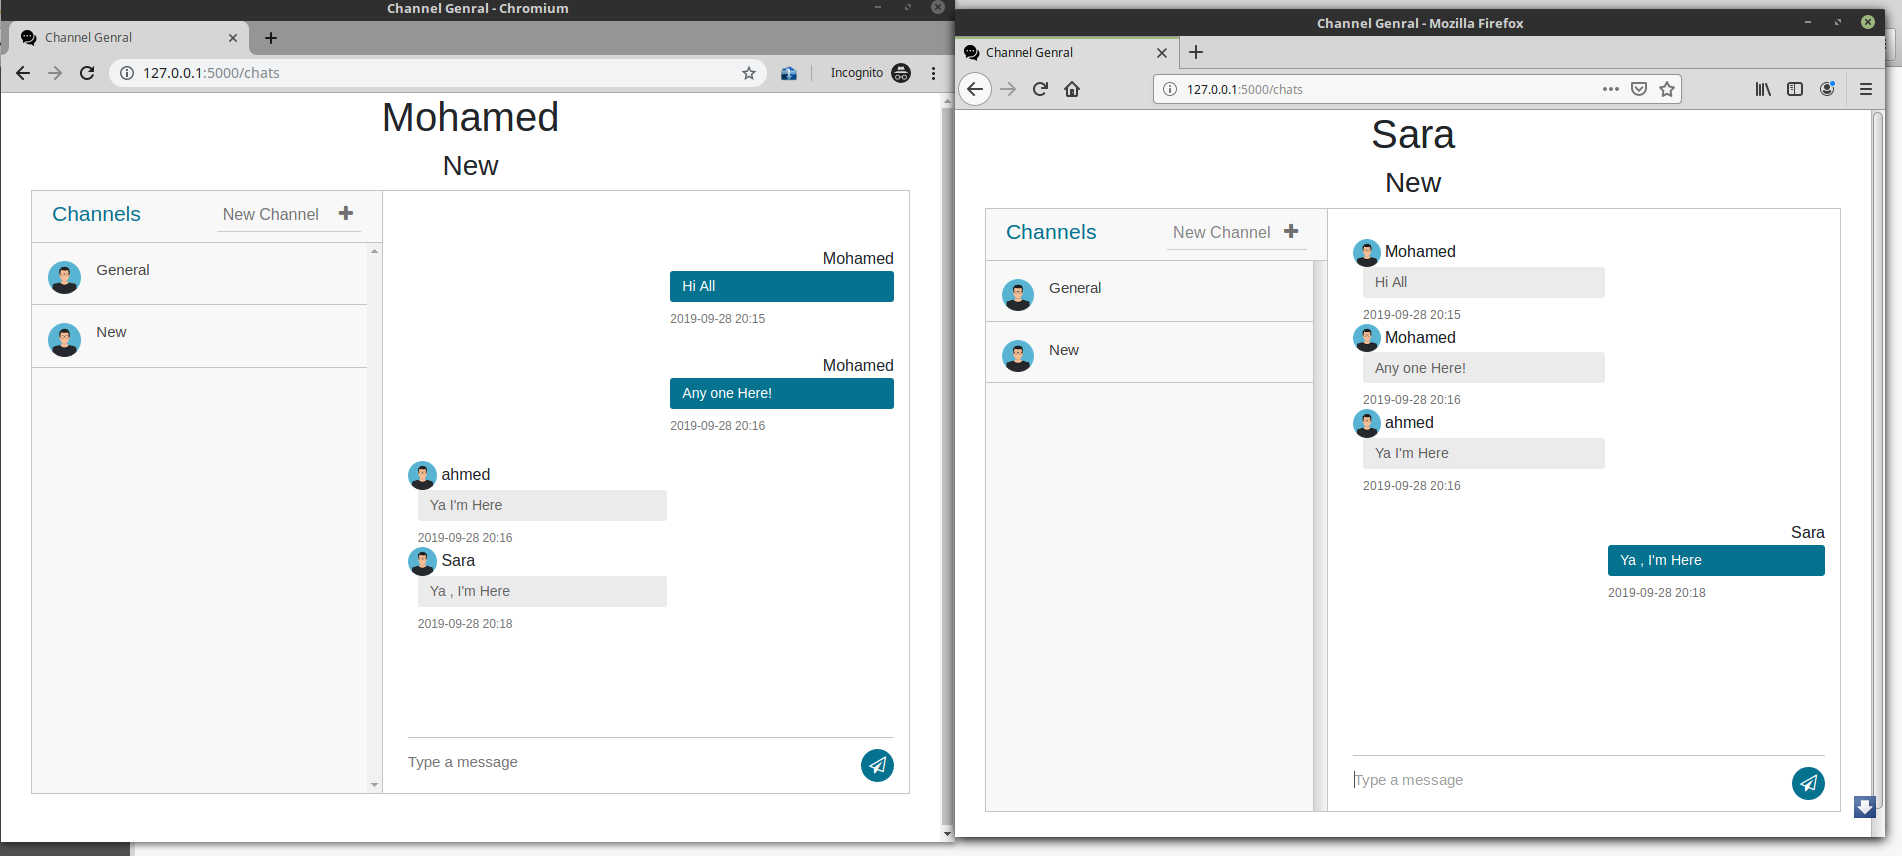 Channel Genral - Chromium
Channel Genral
127.0.0.1:5000/chats
Incognito
Mohamed
New
Channels
New Channel
General
New
Mohamed
Hi All
2019-09-28 20:15
Mohamed
Any one Here!
2019-09-28 20:16
ahmed
Ya I'm Here
2019-09-28 20:16
Sara
Ya , I'm Here
2019-09-28 20:18
Type a message
Channel Genral - Mozilla Firefox
Channel Genral
127.0.0.1:5000/chats
Sara
New
Channels
New Channel
General
New
Mohamed
Hi All
2019-09-28 20:15
Mohamed
Any one Here!
2019-09-28 20:16
ahmed
Ya I'm Here
2019-09-28 20:16
Sara
Ya , I'm Here
2019-09-28 20:18
Type a message